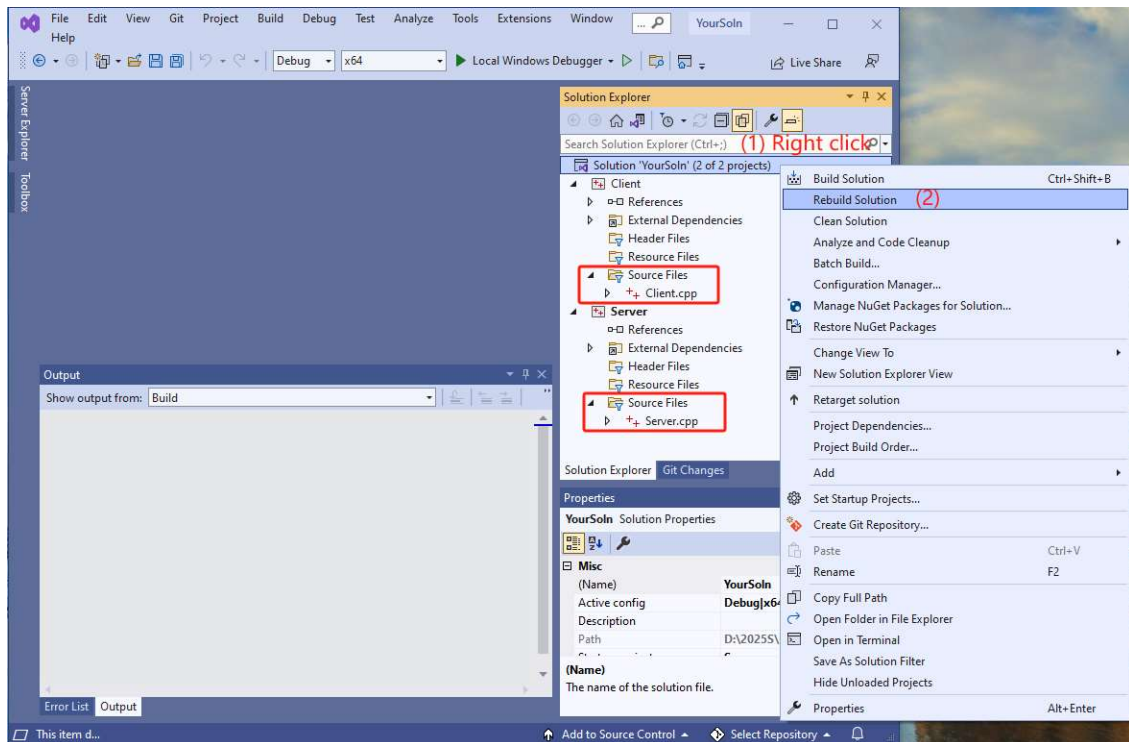 File Edit View Git Project Build Debug Test Analyze Tools Extensions Window ... YourSoln
Help
Debug x64 Local Windows Debugger Live Share
Server Explorer
Toolbox
Solution Explorer
Search Solution Explorer (Ctrl+;) (1) Right click
Solution 'YourSoln' (2 of 2 projects)
Client
References
External Dependencies
Header Files
Resource Files
Source Files
Client.cpp
Server
References
External Dependencies
Header Files
Resource Files
Source Files
Server.cpp
Solution Explorer Git Changes
Build Solution Ctrl+Shift+B
Rebuild Solution (2)
Clean Solution
Analyze and Code Cleanup
Batch Build...
Configuration Manager...
Manage NuGet Packages for Solution...
Restore NuGet Packages
Change View To
New Solution Explorer View
Retarget solution
Project Dependencies...
Project Build Order...
Add
Set Startup Projects...
Create Git Repository...
Paste Ctrl+V
Rename F2
Copy Full Path
Open Folder in File Explorer
Open in Terminal
Save As Solution Filter
Hide Unloaded Projects
Properties Alt+Enter
Output
Show output from: Build
Error List Output
Properties
YourSoln Solution Properties
Misc
(Name) YourSoln
Active config Debug|x64
Description
Path D:\2025S\
(Name)
The name of the solution file.
This item d... Add to Source Control Select Repository